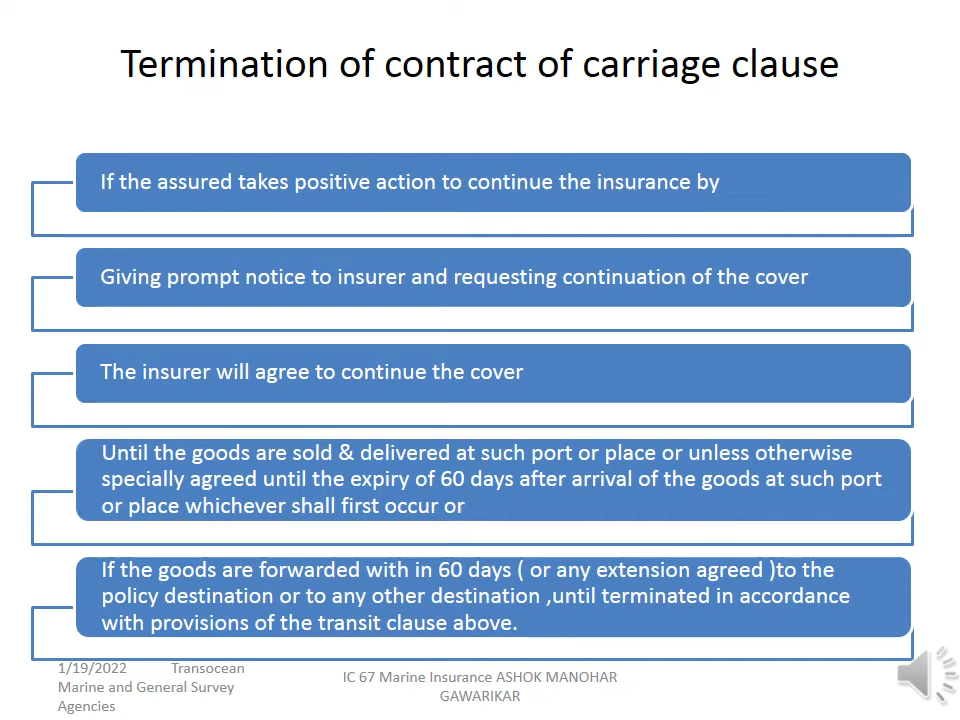 Termination of contract of carriage clause
If the assured takes positive action to continue the insurance by
Giving prompt notice to insurer and requesting continuation of the cover
The insurer will agree to continue the cover
Until the goods are sold & delivered at such port or place or unless otherwise
specially agreed until the expiry of 60 days after arrival of the goods at such port
or place whichever shall first occur or
If the goods are forwarded with in 60 days ( or any extension agreed )to the
policy destination or to any other destination ,until terminated in accordance
with provisions of the transit clause above.
1/19/2022 Transocean
Marine and General Survey
Agencies
IC 67 Marine Insurance ASHOK MANOHAR
GAWARIKAR